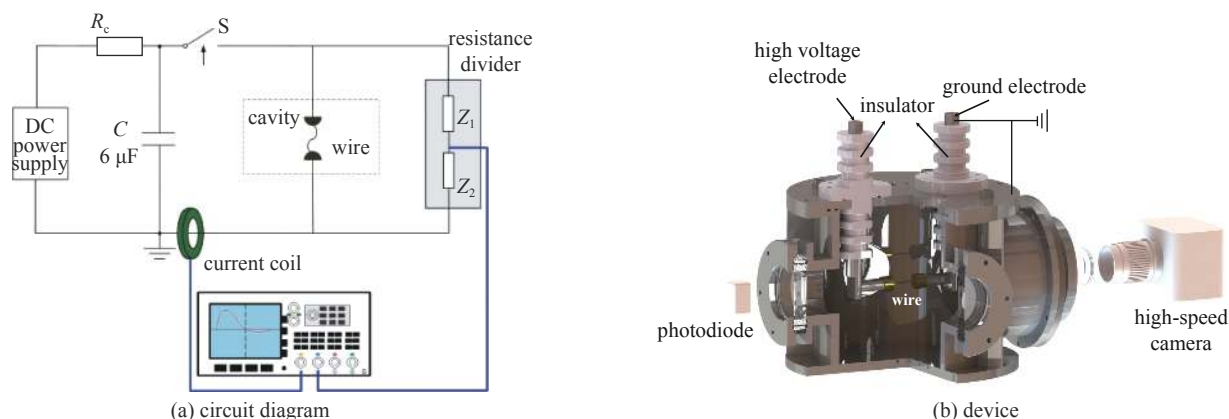 R_c
S
resistance
divider
DC
power
supply
C
6 μF
cavity
wire
Z_1
Z_2
current coil
(a) circuit diagram
high voltage
electrode
ground electrode
insulator
wire
photodiode
high-speed
camera
(b) device